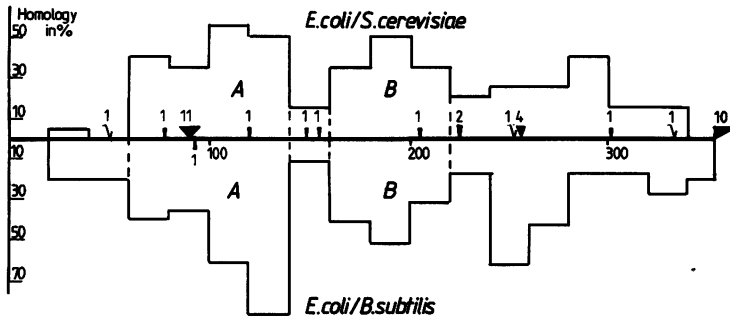 Homology
in%
E.coli/S.cerevisiae
50
30
10
A
B
1 1 11 1 1 1 1 2 1 4 1 1 10
10
1
100
200
300
30
A
B
50
70
E.coli/B.subtilis